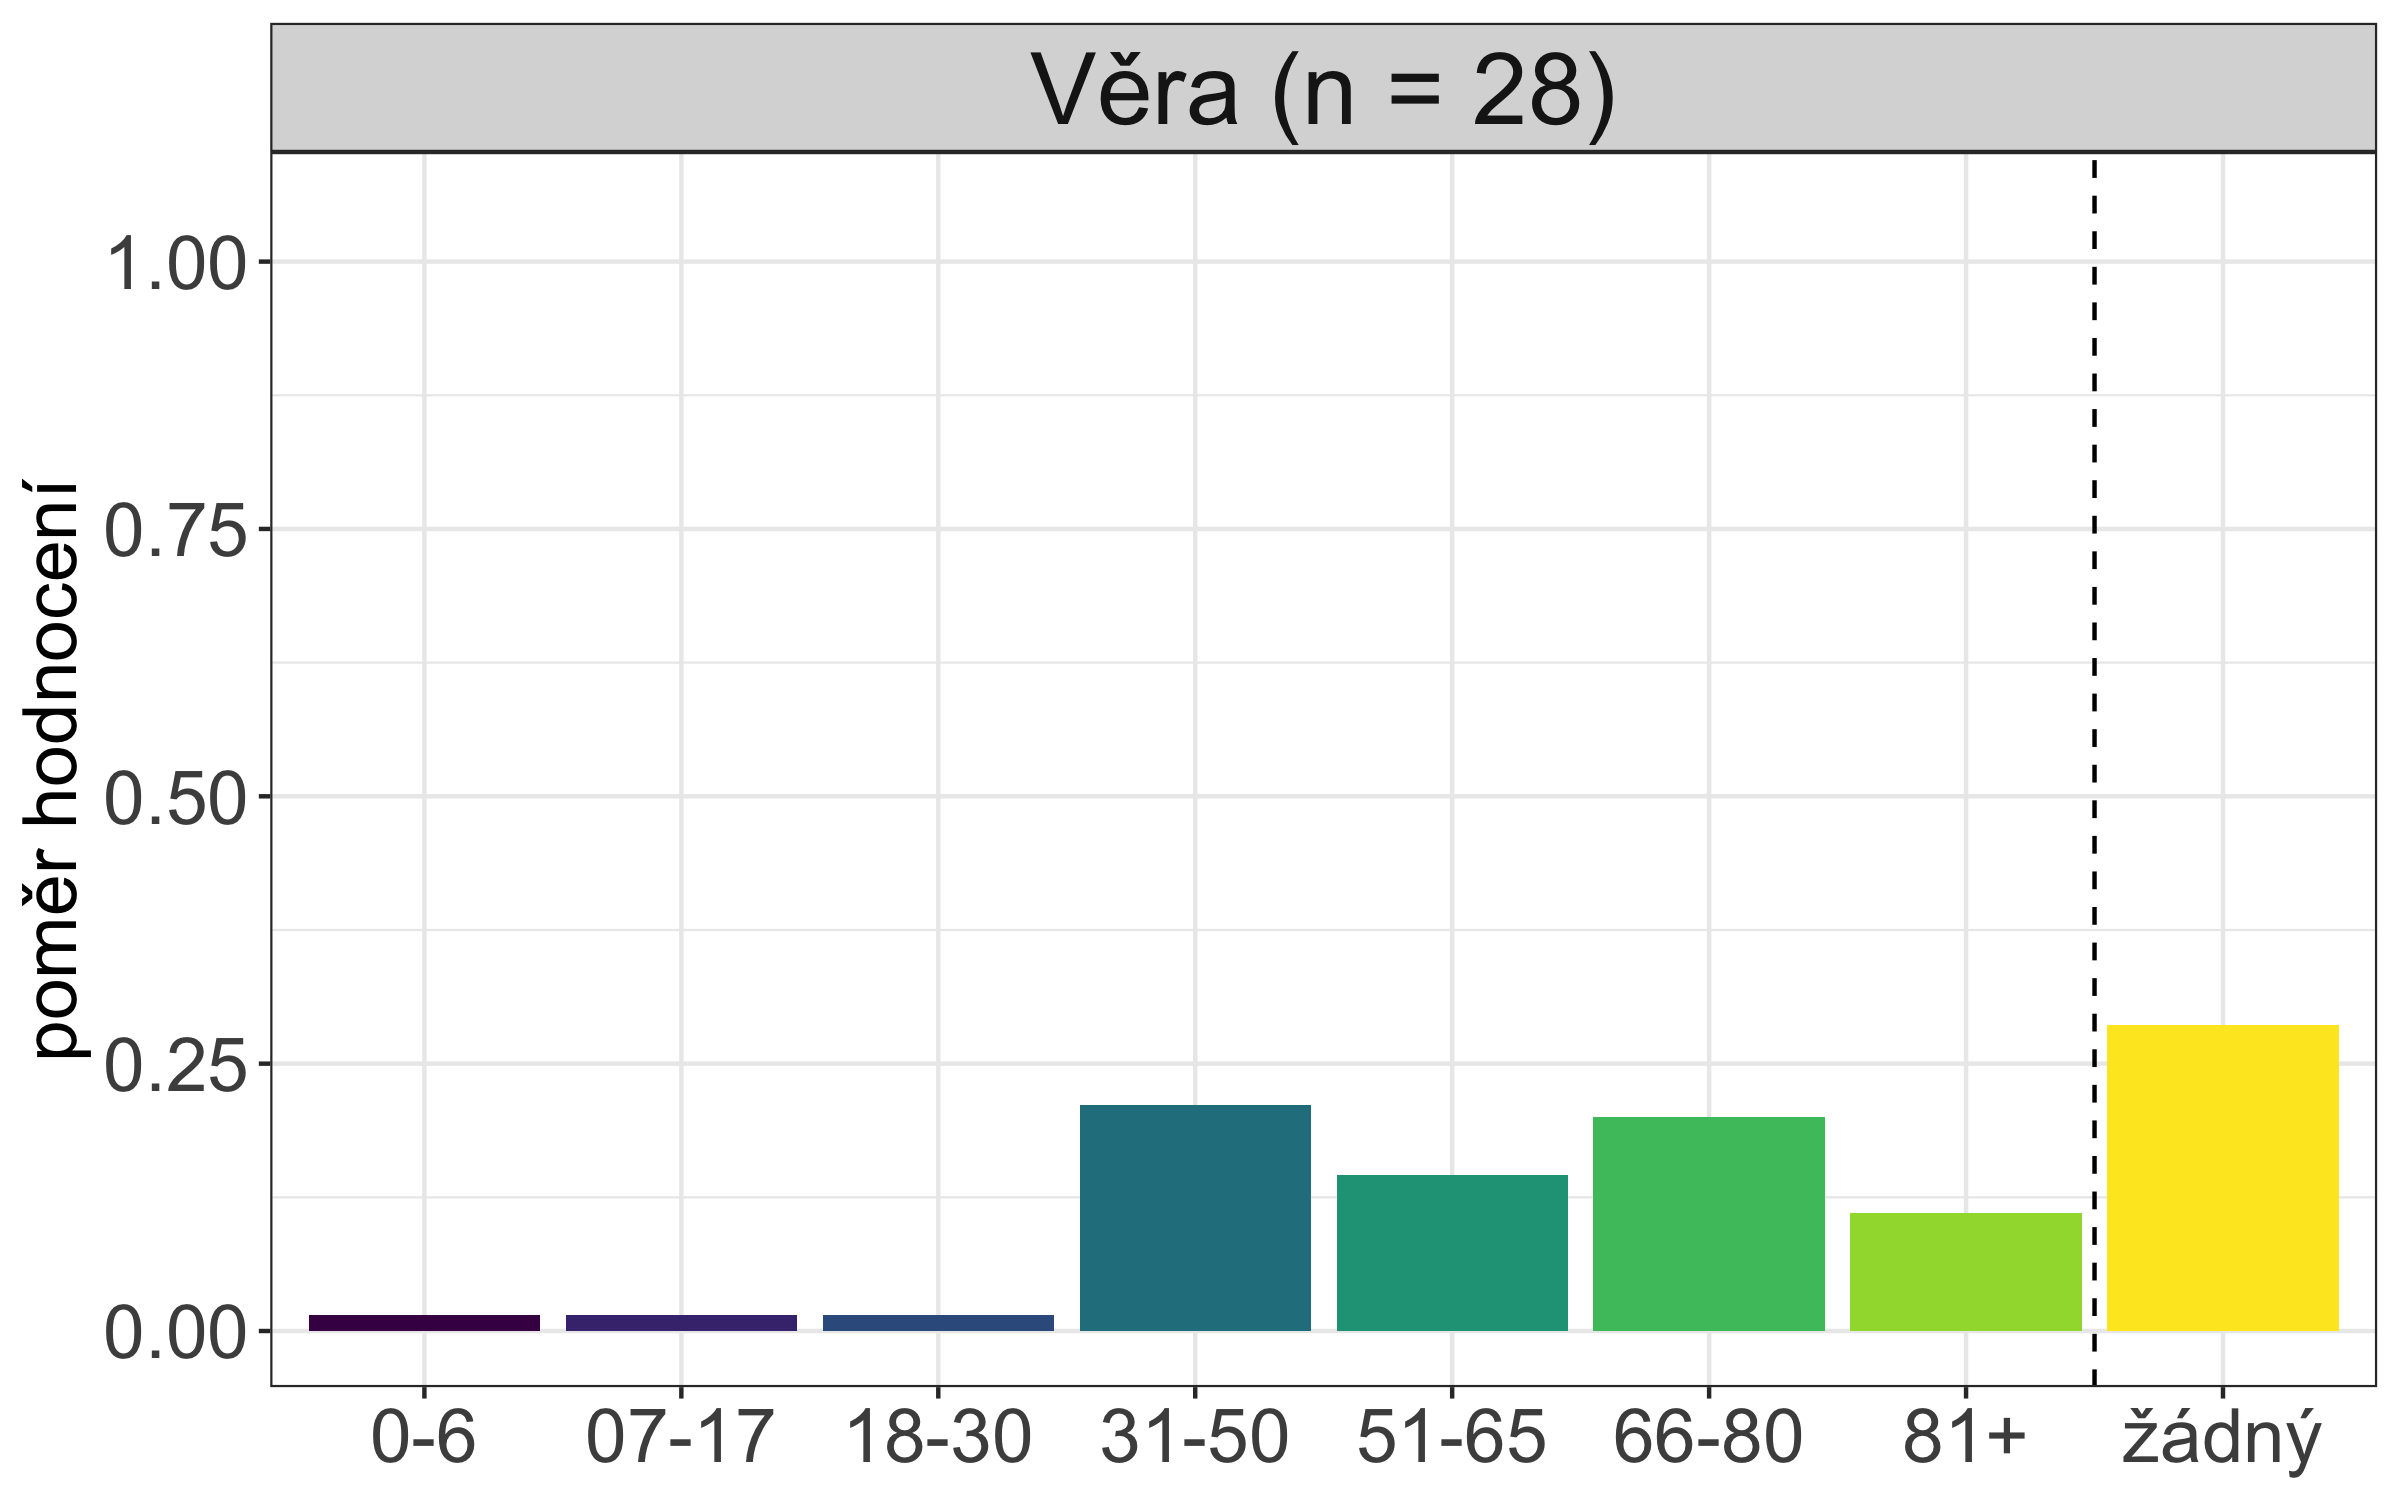 Věra (n = 28)
poměr hodnocení
1.00
0.75
0.50
0.25
0.00
0-6 07-17 18-30 31-50 51-65 66-80 81+ žádný